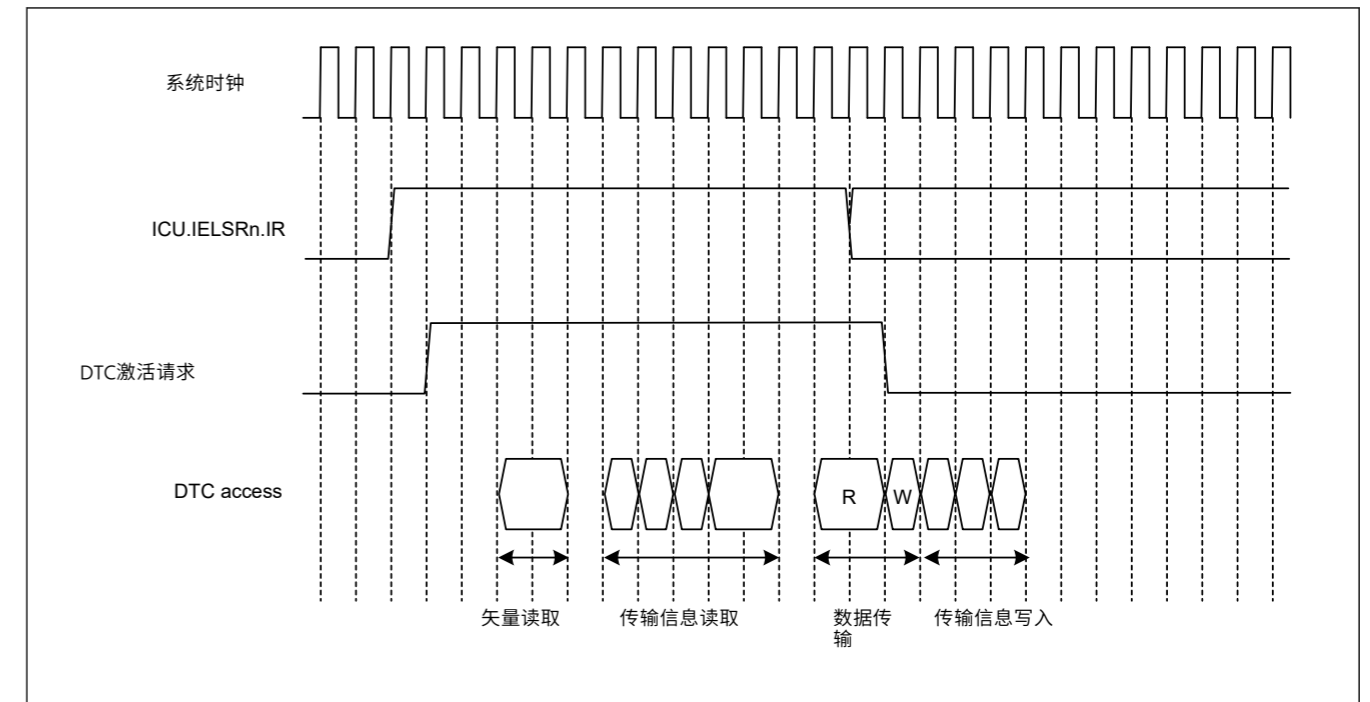 系统时钟
ICU.IELSRn.IR
DTC激活请求
DTC access
R
W
矢量读取
传输信息读取
数据传
输
传输信息写入